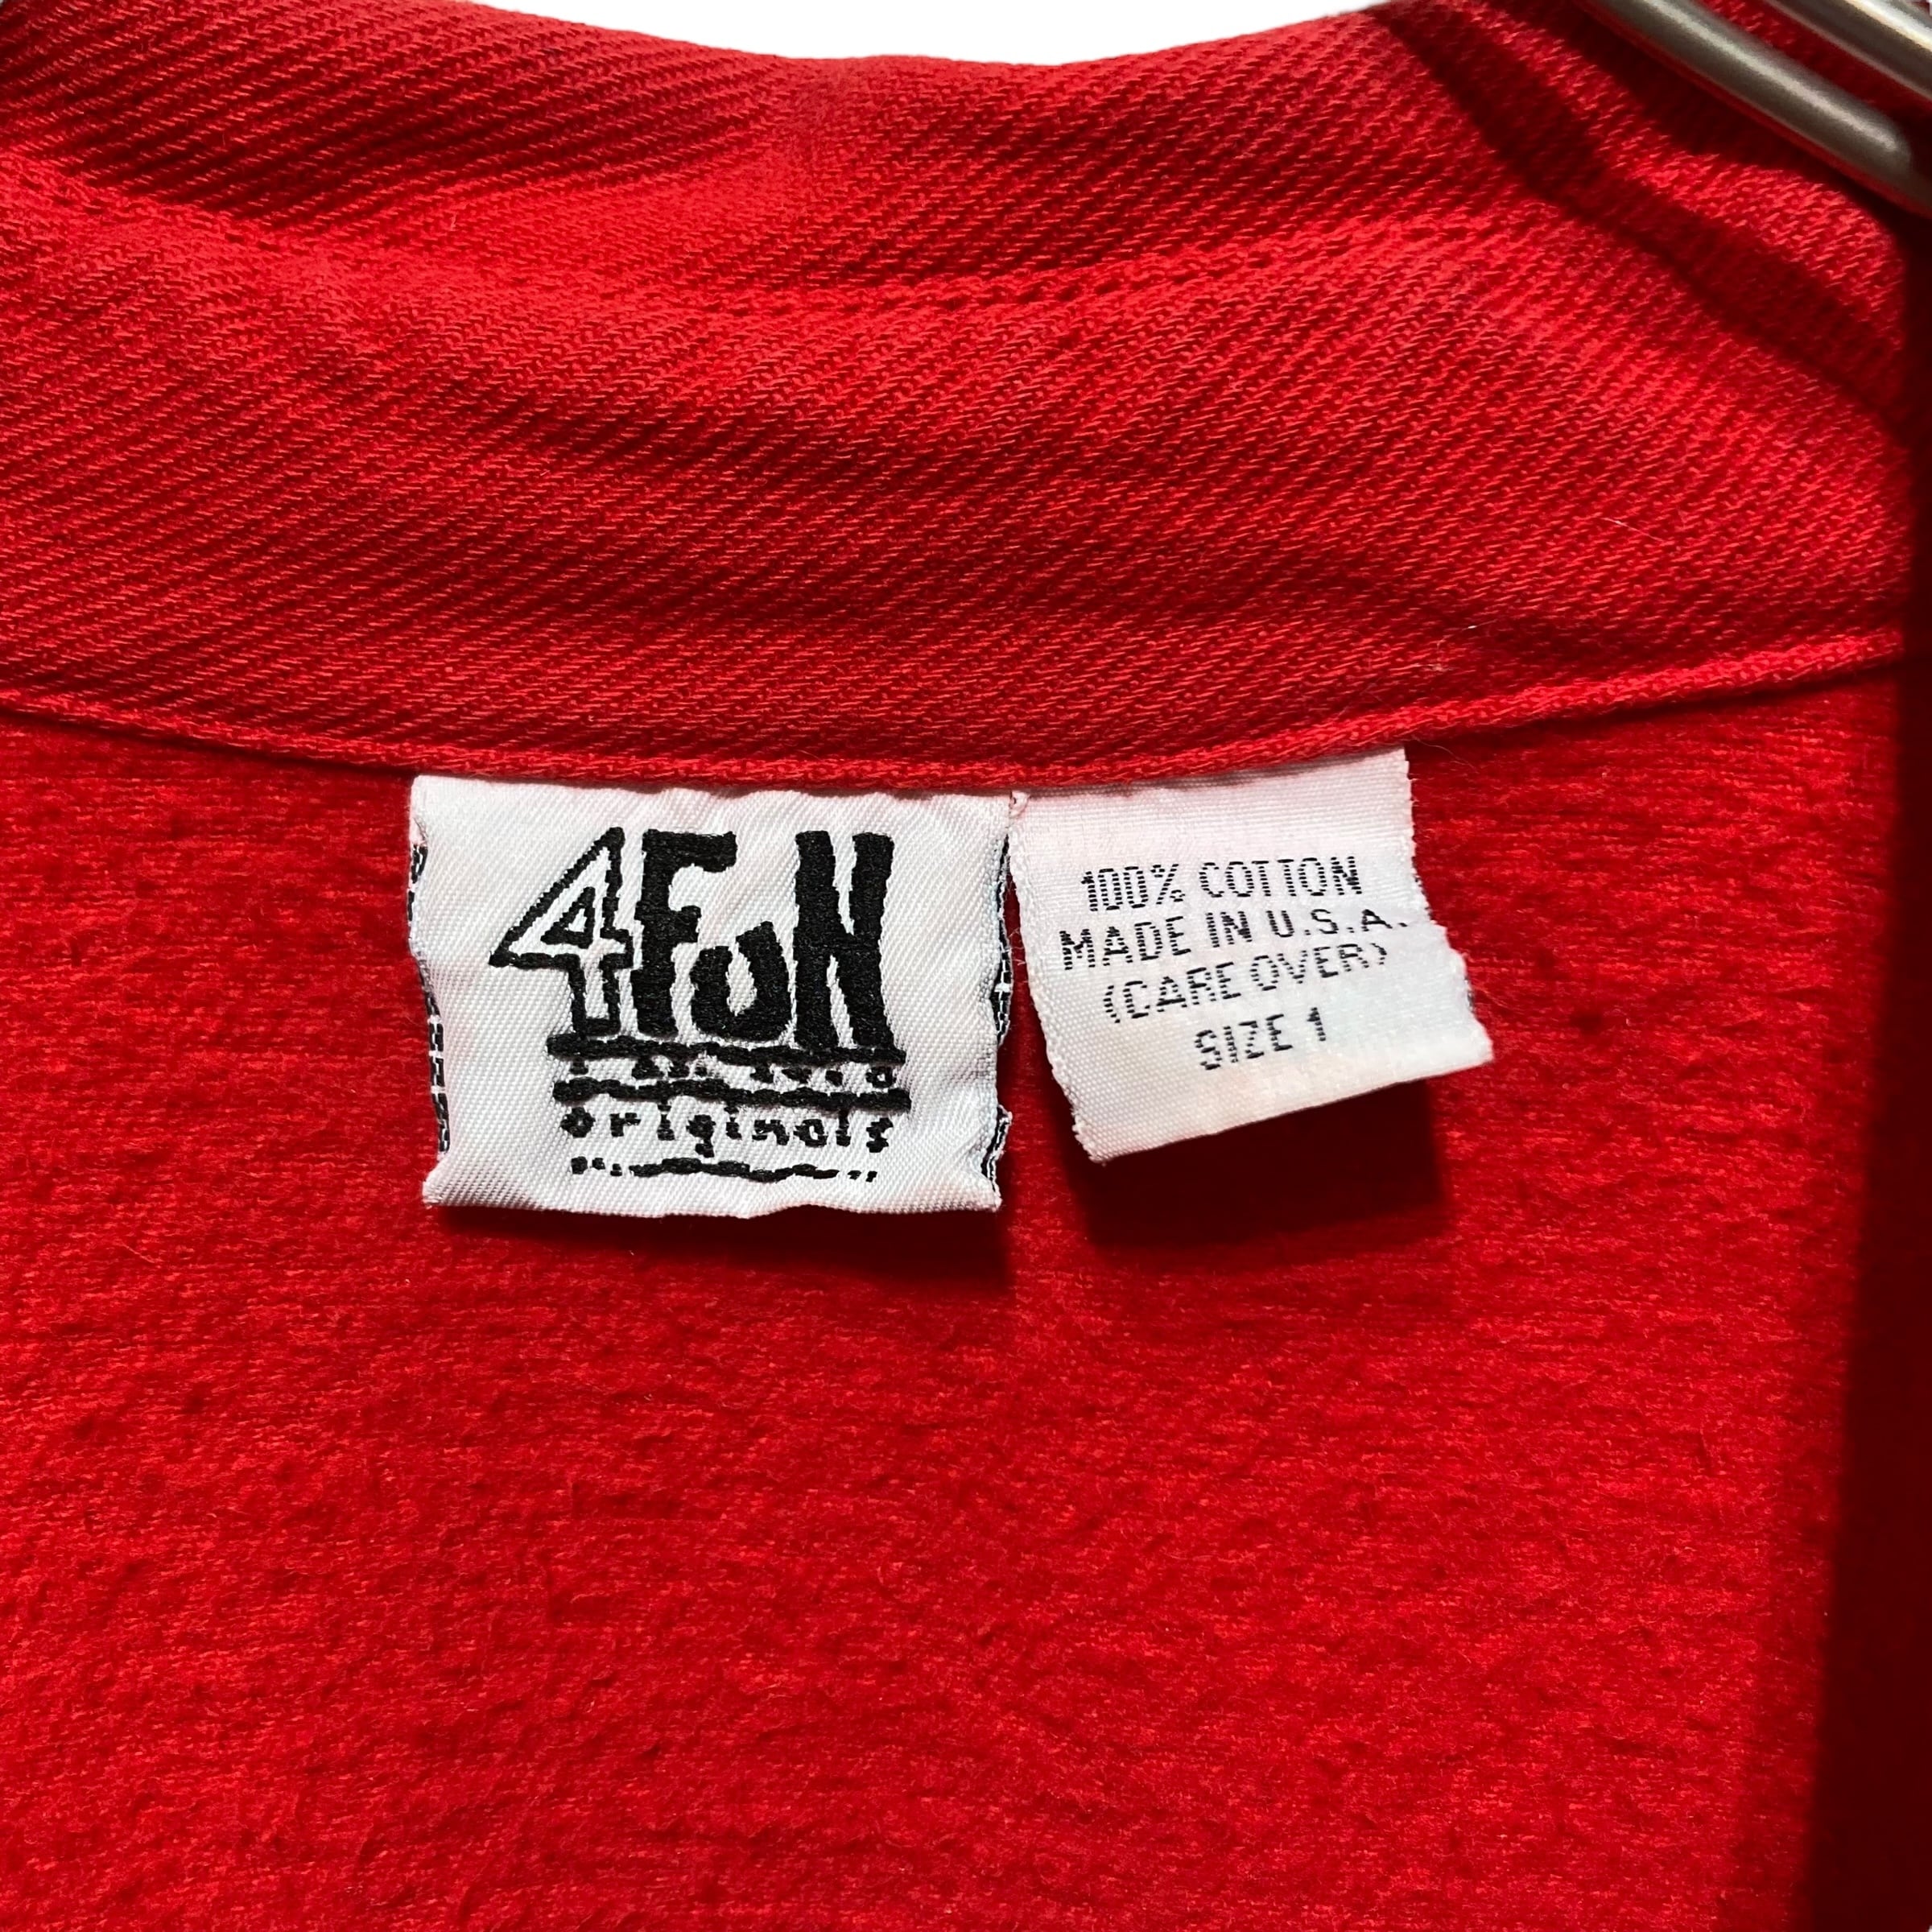 4FUN
originals
100% COTTON
MADE IN U.S.A.
(CARE OVER)
SIZE 1